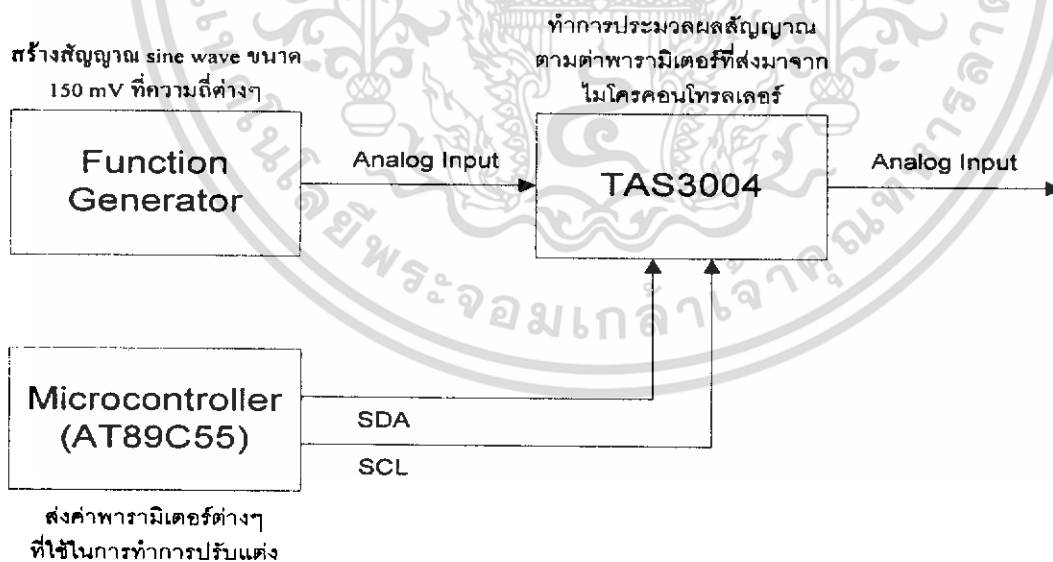 ทำการประมวลผลสัญญาณ
ตามค่าพารามิเตอร์ที่ส่งมาจาก
ไมโครคอนโทรลเลอร์
สร้างสัญญาณ sine wave ขนาด
150 mV ที่ความถี่ต่างๆ
Function
Generator
Analog Input
TAS3004
Analog Input
Microcontroller
(AT89C55)
SDA
SCL
ส่งค่าพารามิเตอร์ต่างๆ
ที่ใช้ในการทำการปรับแต่ง